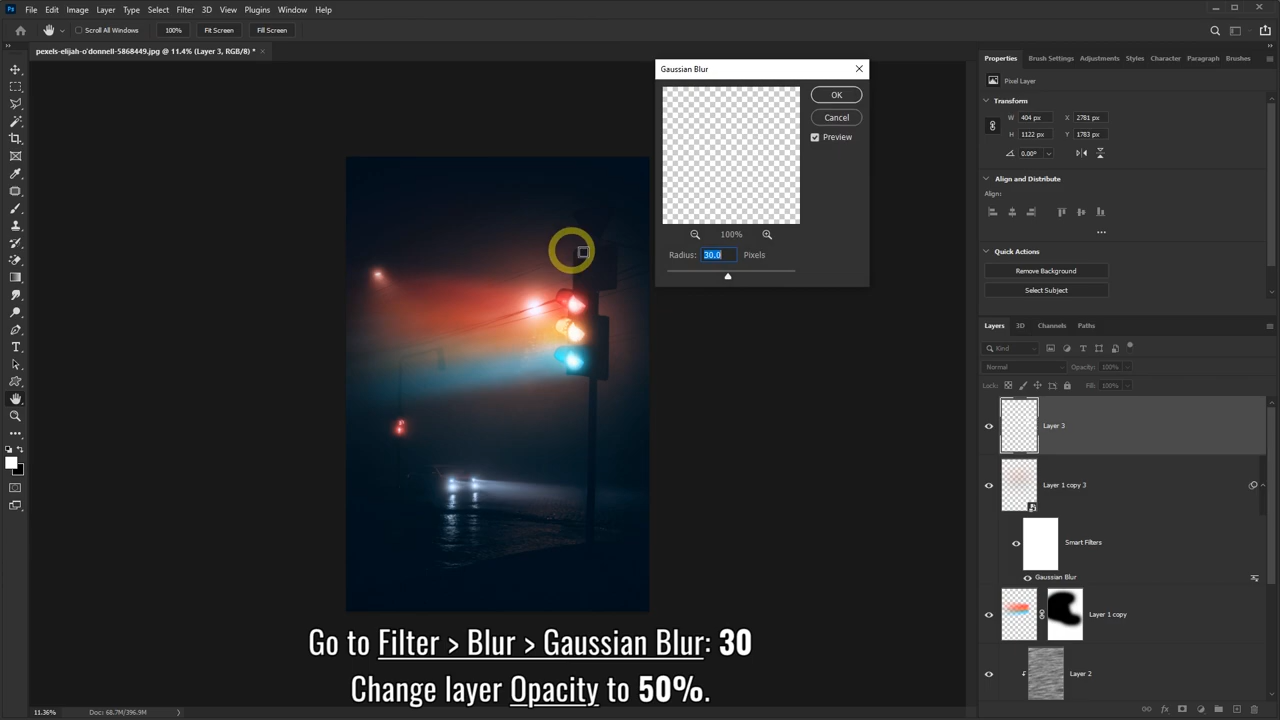 Ps File Edit Image Layer Type Select Filter 3D View Plugins Window Help
Scroll All Windows 100% Fit Screen Fill Screen
pexels-elijah-o'donnell-5868449.jpg @ 11.4% (Layer 3, RGB/8) *
Gaussian Blur
OK
Cancel
Preview
100%
Radius: 30.0 Pixels
Properties Brush Settings Adjustments Styles Character Paragraph Brushes
Pixel Layer
Transform
W 404 px X 2781 px
H 1122 px Y 1783 px
0.00°
Align and Distribute
Align:
Quick Actions
Remove Background
Select Subject
Layers 3D Channels Paths
Kind
Normal Opacity: 100%
Lock: Fill: 100%
Layer 3
Layer 1 copy 3
Smart Filters
Gaussian Blur
Layer 1 copy
Layer 2
Go to Filter > Blur > Gaussian Blur: 30
Change layer Opacity to 50%.
11.36% Doc: 68.7M/396.9M